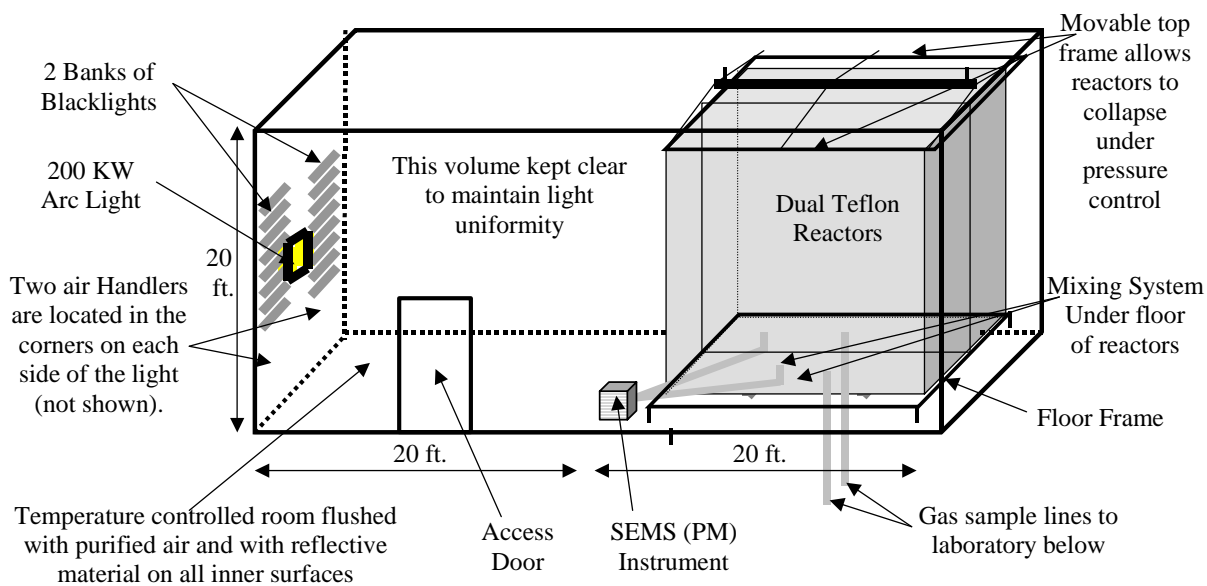 2 Banks of
Blacklights
200 KW
Arc Light
Two air Handlers
are located in the
corners on each
side of the light
(not shown).
20
ft.
This volume kept clear
to maintain light
uniformity
Dual Teflon
Reactors
Movable top
frame allows
reactors to
collapse
under
pressure
control
Mixing System
Under floor
of reactors
Floor Frame
20 ft.
20 ft.
Temperature controlled room flushed
with purified air and with reflective
material on all inner surfaces
Access
Door
SEMS (PM)
Instrument
Gas sample lines to
laboratory below